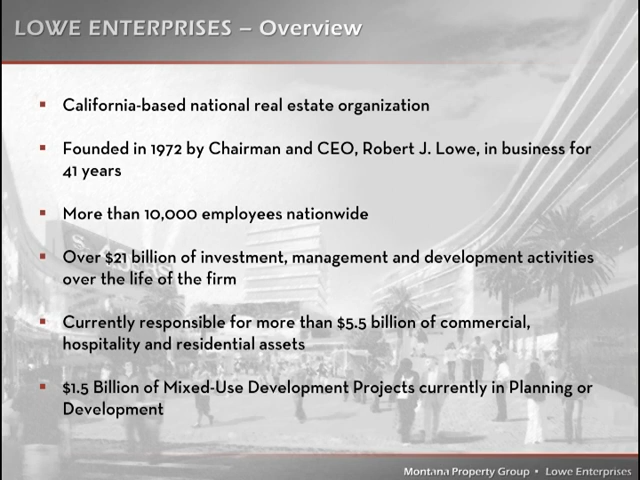 LOWE ENTERPRISES – Overview
▪ California-based national real estate organization
▪ Founded in 1972 by Chairman and CEO, Robert J. Lowe, in business for
41 years
▪ More than 10,000 employees nationwide
▪ Over $21 billion of investment, management and development activities
over the life of the firm
▪ Currently responsible for more than $5.5 billion of commercial,
hospitality and residential assets
▪ $1.5 Billion of Mixed-Use Development Projects currently in Planning or
Development
Montana Property Group • Lowe Enterprises